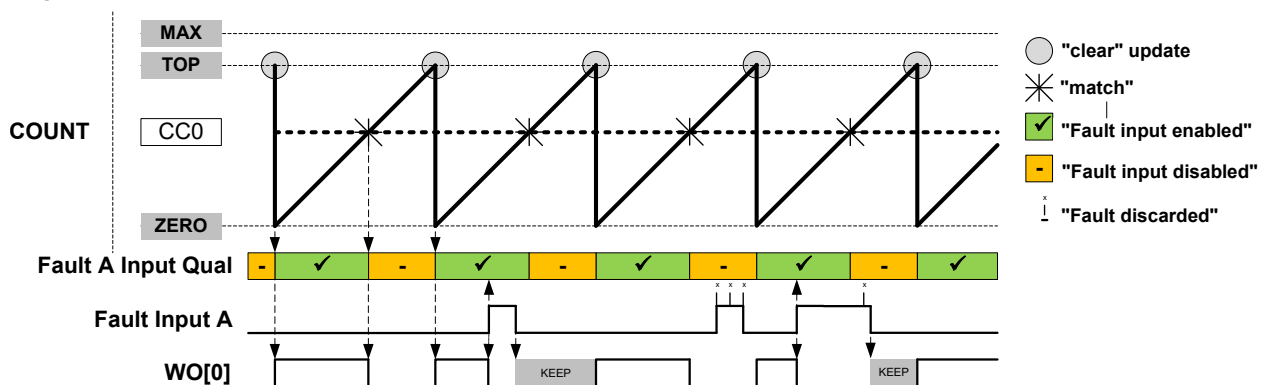 MAX
"clear" update
TOP
"match"
COUNT
CC0
"Fault input enabled"
"Fault input disabled"
x
"Fault discarded"
-
ZERO
Fault A Input Qual
- ✓ - ✓ - ✓ - ✓ - ✓
x x x x
Fault Input A
WO[0]
KEEP KEEP